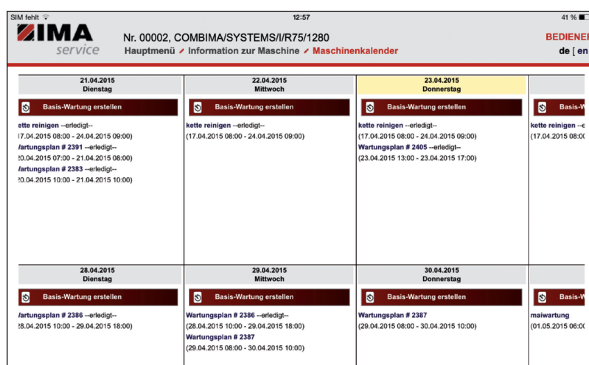 SIM fehlt 12:57 41 %
IMA
service
Nr. 00002, COMBIMA/SYSTEMS/I/R75/1280
Hauptmenü / Information zur Maschine / Maschinenkalender
BEDIENER
de [ en
21.04.2015
Dienstag
Basis-Wartung erstellen
ette reinigen --erledigt--
17.04.2015 08:00 - 24.04.2015 09:00)
Wartungsplan # 2391 --erledigt--
20.04.2015 07:00 - 21.04.2015 08:00)
Wartungsplan # 2383 --erledigt--
20.04.2015 10:00 - 21.04.2015 10:00)
22.04.2015
Mittwoch
Basis-Wartung erstellen
kette reinigen --erledigt--
(17.04.2015 08:00 - 24.04.2015 09:00)
23.04.2015
Donnerstag
Basis-Wartung erstellen
kette reinigen --erledigt--
(17.04.2015 08:00 - 24.04.2015 09:00)
Wartungsplan # 2405 --erledigt--
(23.04.2015 13:00 - 23.04.2015 17:00)
Basis-W
kette reinigen --e
(17.04.2015 08:00
28.04.2015
Dienstag
Basis-Wartung erstellen
Wartungsplan # 2386 --erledigt--
28.04.2015 10:00 - 29.04.2015 18:00)
29.04.2015
Mittwoch
Basis-Wartung erstellen
Wartungsplan # 2386 --erledigt--
(28.04.2015 10:00 - 29.04.2015 18:00)
Wartungsplan # 2387
(29.04.2015 08:00 - 30.04.2015 10:00)
30.04.2015
Donnerstag
Basis-Wartung erstellen
Wartungsplan # 2387
(29.04.2015 08:00 - 30.04.2015 10:00)
Basis-W
maiwartung
(01.05.2015 06:00